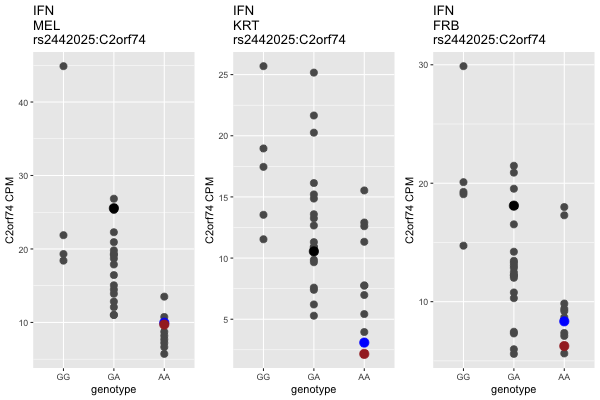 IFN
MEL
rs2442025:C2orf74
C2orf74 CPM
40
30
20
10
GG
GA
AA
genotype
IFN
KRT
rs2442025:C2orf74
C2orf74 CPM
25
20
15
10
5
GG
GA
AA
genotype
IFN
FRB
rs2442025:C2orf74
C2orf74 CPM
30
20
10
GG
GA
AA
genotype